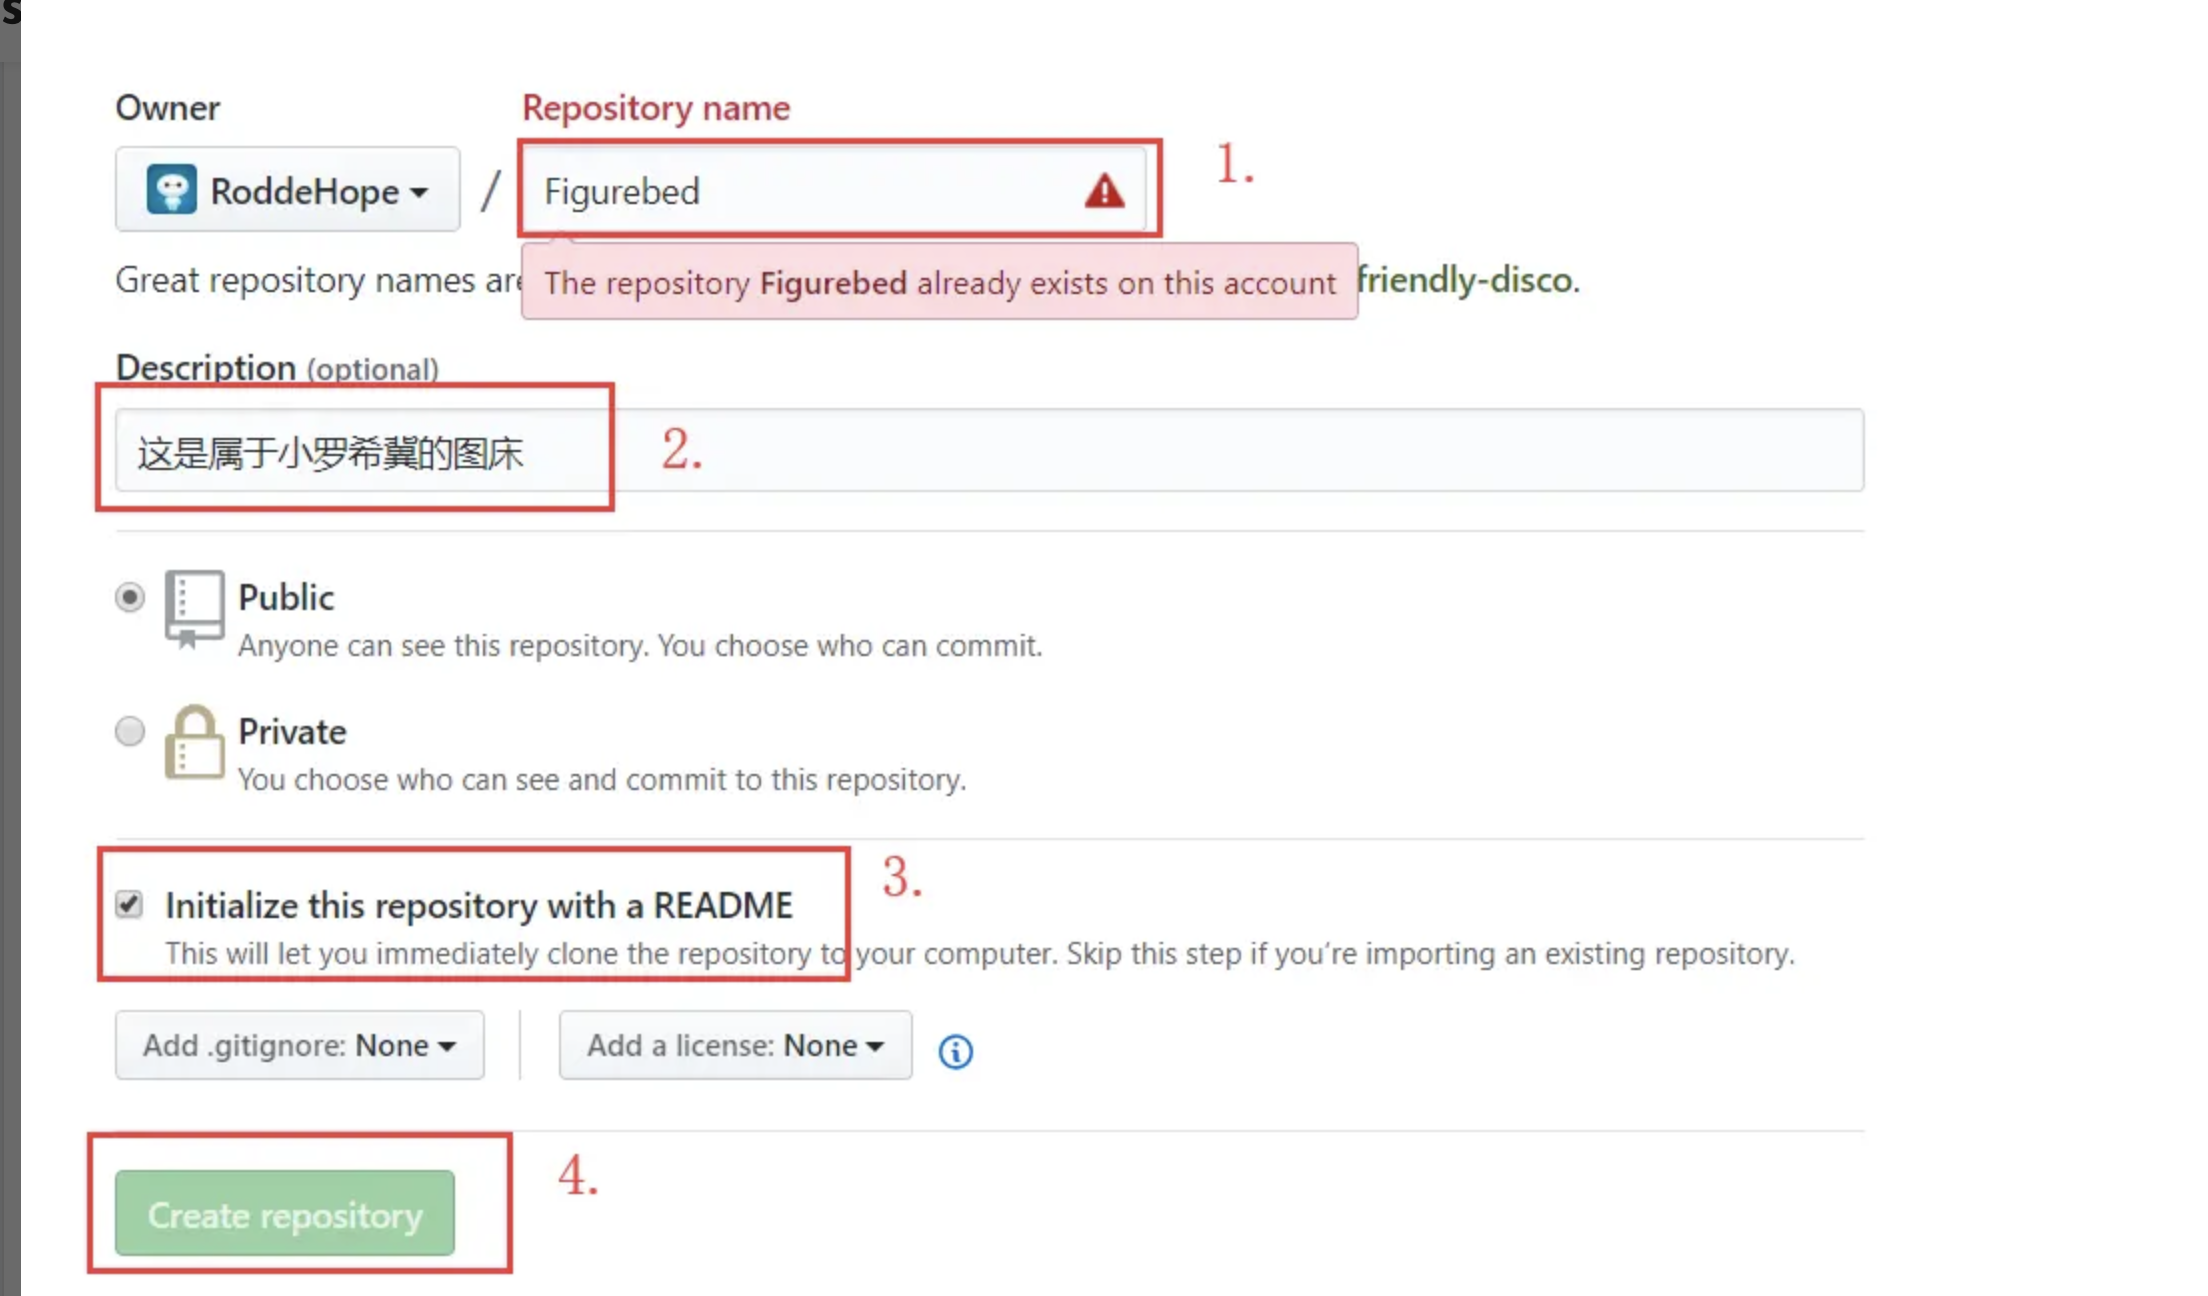 Owner
Repository name
RoddeHope
/
Figurebed
1.
Great repository names are
The repository Figurebed already exists on this account
friendly-disco.
Description (optional)
这是属于小罗希冀的图床
2.
Public
Anyone can see this repository. You choose who can commit.
Private
You choose who can see and commit to this repository.
3.
Initialize this repository with a README
This will let you immediately clone the repository to your computer. Skip this step if you’re importing an existing repository.
Add .gitignore: None
Add a license: None
4.
Create repository